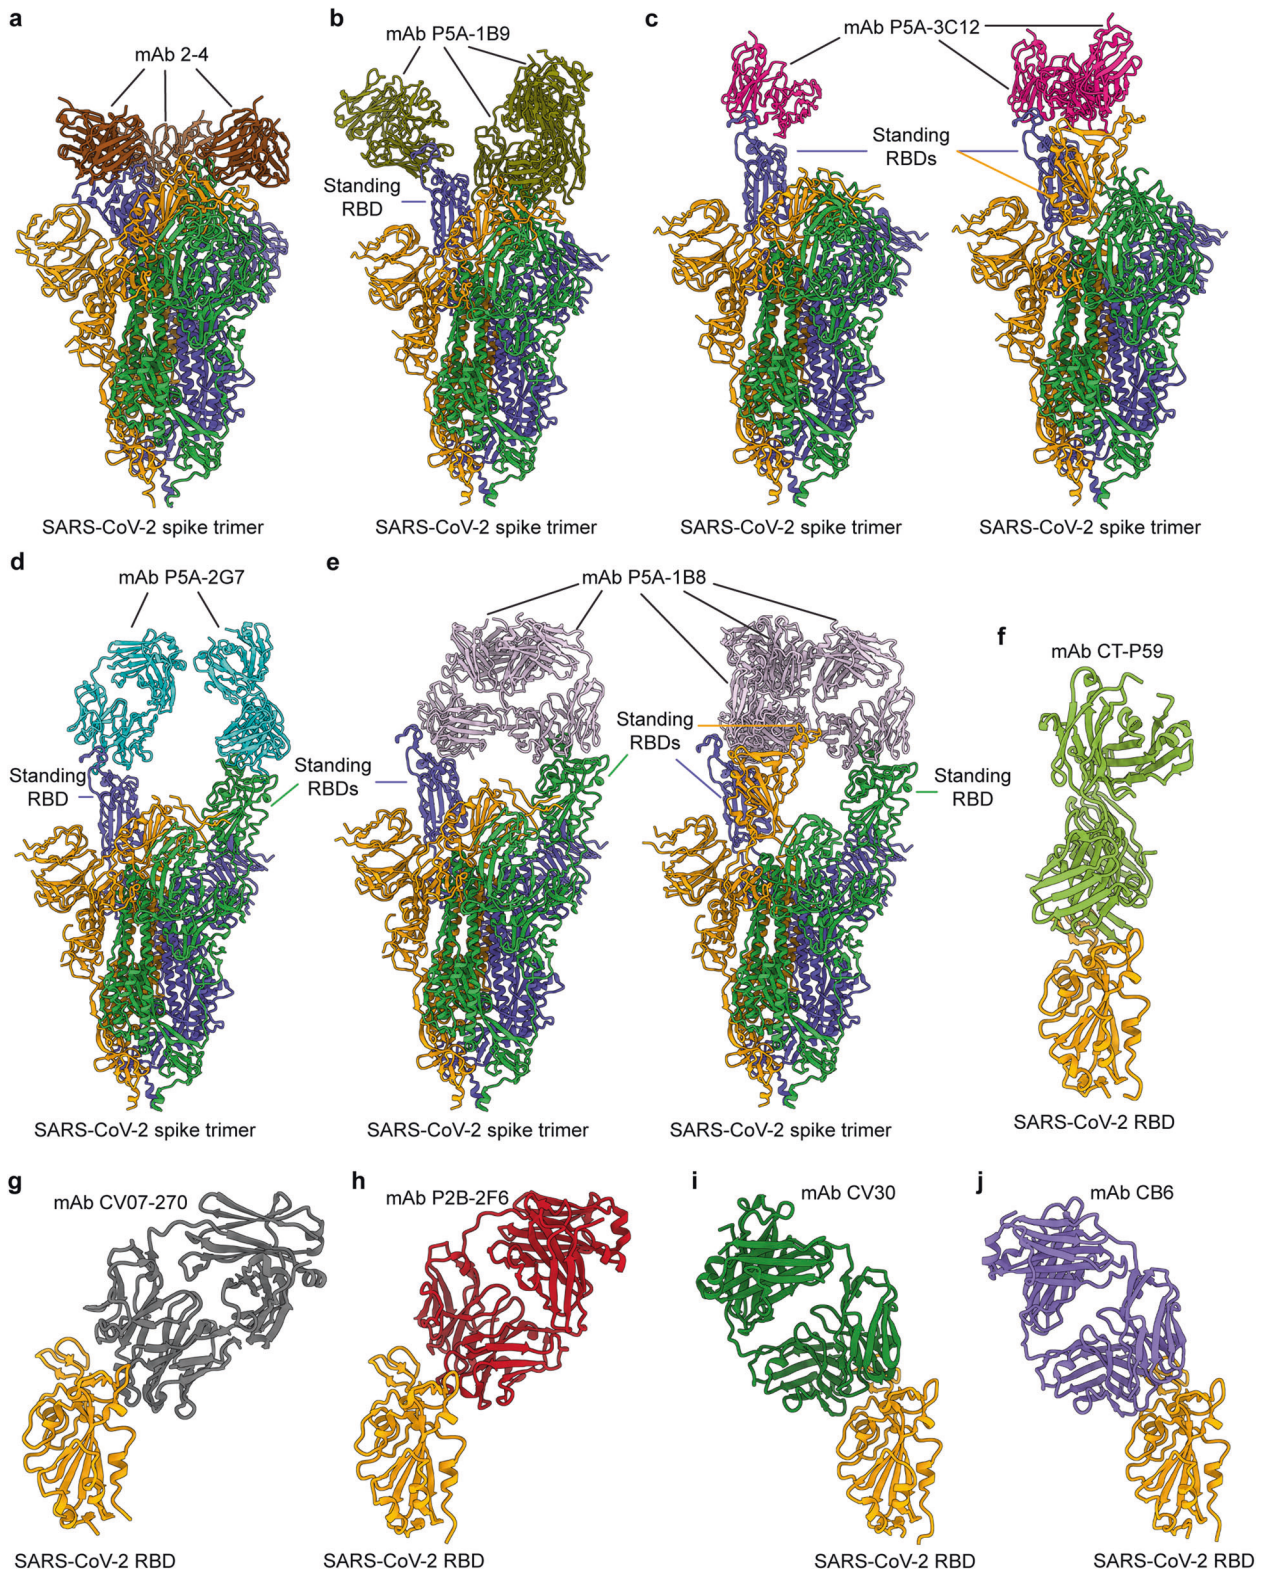 a
mAb 2-4
SARS-CoV-2 spike trimer
b
mAb P5A-1B9
Standing
RBD
SARS-CoV-2 spike trimer
c
mAb P5A-3C12
Standing
RBDs
SARS-CoV-2 spike trimer
SARS-CoV-2 spike trimer
d
mAb P5A-2G7
Standing
RBD
SARS-CoV-2 spike trimer
e
mAb P5A-1B8
Standing
RBDs
Standing
RBDs
Standing
RBD
SARS-CoV-2 spike trimer
SARS-CoV-2 spike trimer
f
mAb CT-P59
SARS-CoV-2 RBD
g
mAb CV07-270
SARS-CoV-2 RBD
h
mAb P2B-2F6
SARS-CoV-2 RBD
i
mAb CV30
SARS-CoV-2 RBD
j
mAb CB6
SARS-CoV-2 RBD